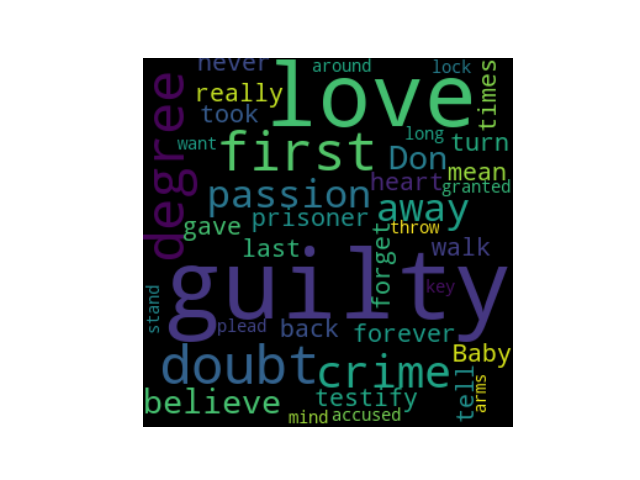 never
around
lock
love
times
degree
really
took
long
first
want
turn
Don
mean
heart
granted
passion
away
prisoner
gave
throw
last
forget
walk
guilty
key
stand
plead
back
forever
doubt
Baby
crime
tell
believe
testify
arms
mind
accused